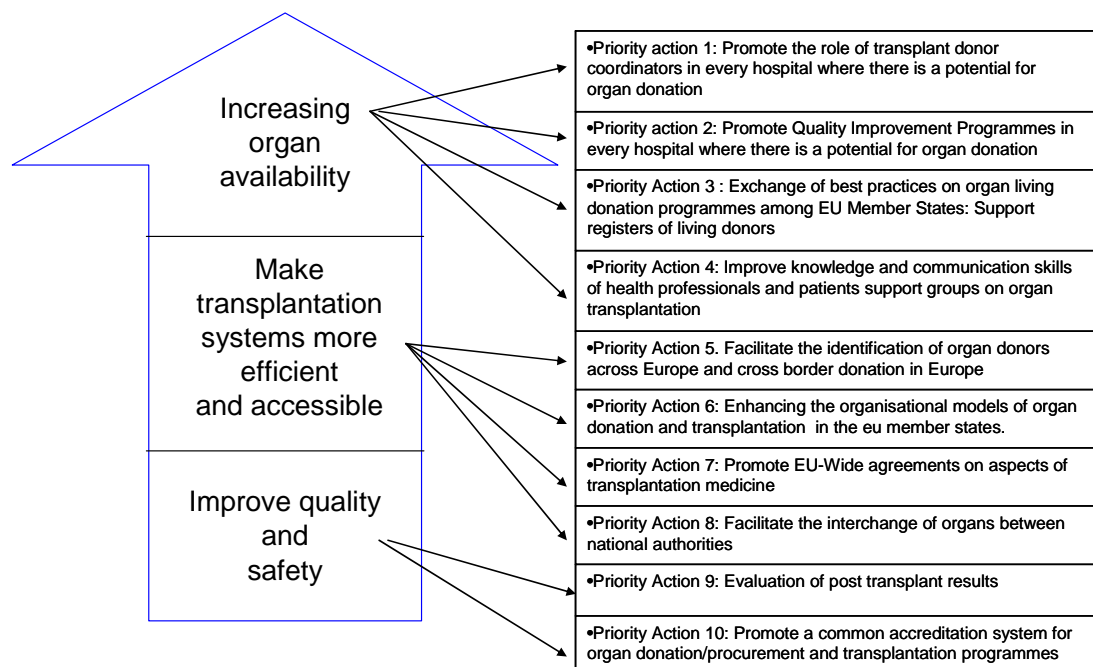 Increasing
organ
availability
Make
transplantation
systems more
efficient
and accessible
Improve quality
and
safety
•Priority action 1: Promote the role of transplant donor
coordinators in every hospital where there is a potential for
organ donation
•Priority action 2: Promote Quality Improvement Programmes in
every hospital where there is a potential for organ donation
•Priority Action 3 : Exchange of best practices on organ living
donation programmes among EU Member States: Support
registers of living donors
•Priority Action 4: Improve knowledge and communication skills
of health professionals and patients support groups on organ
transplantation
•Priority Action 5. Facilitate the identification of organ donors
across Europe and cross border donation in Europe
•Priority Action 6: Enhancing the organisational models of organ
donation and transplantation in the eu member states.
•Priority Action 7: Promote EU-Wide agreements on aspects of
transplantation medicine
•Priority Action 8: Facilitate the interchange of organs between
national authorities
•Priority Action 9: Evaluation of post transplant results
•Priority Action 10: Promote a common accreditation system for
organ donation/procurement and transplantation programmes